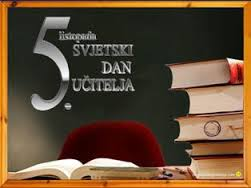 5.
listopada
SVJETSKI
DAN
UČITELJA